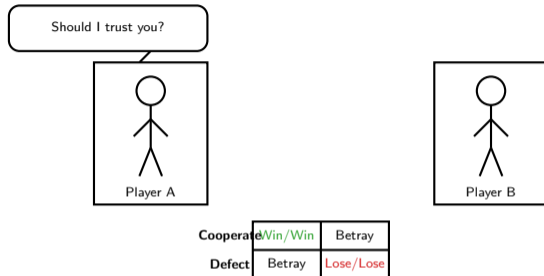 Should I trust you?
Player A
Player B
Cooperate Win/Win Betray
Defect Betray Lose/Lose